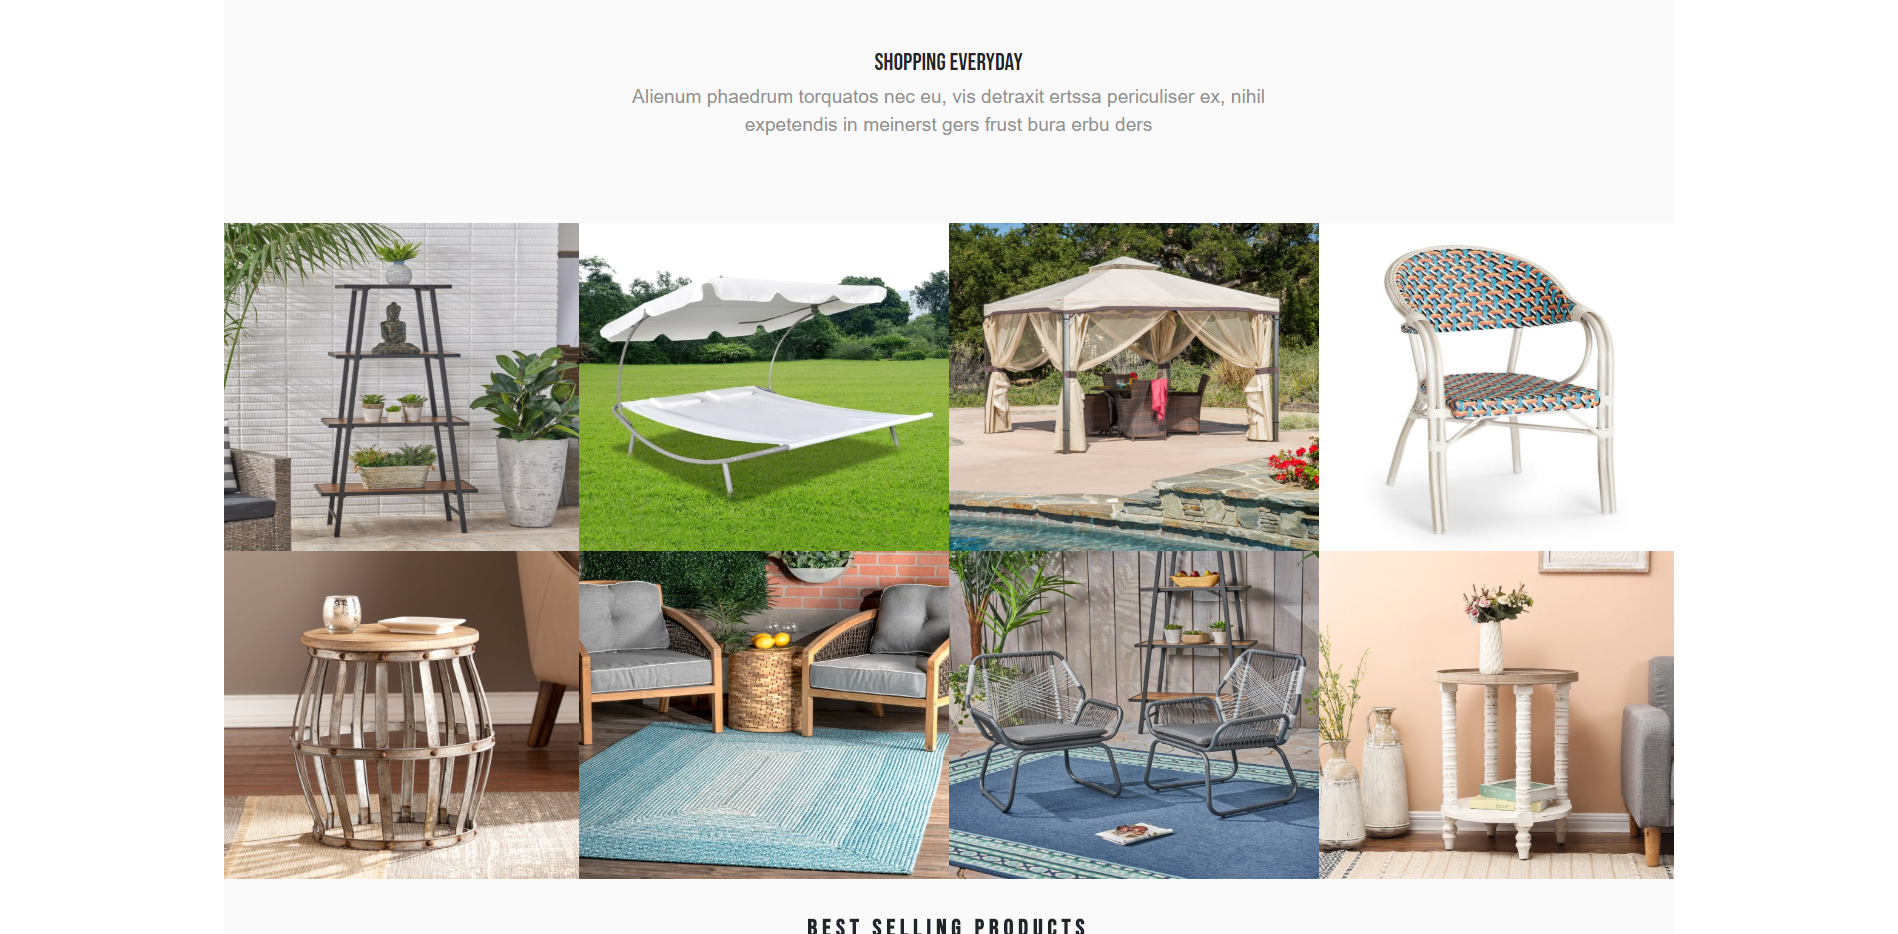 SHOPPING EVERYDAY
Alienum phaedrum torquatos nec eu, vis detraxit ertssa periculiser ex, nihil
expetendis in meinerst gers frust bura erbu ders
BEST SELLING PRODUCTS